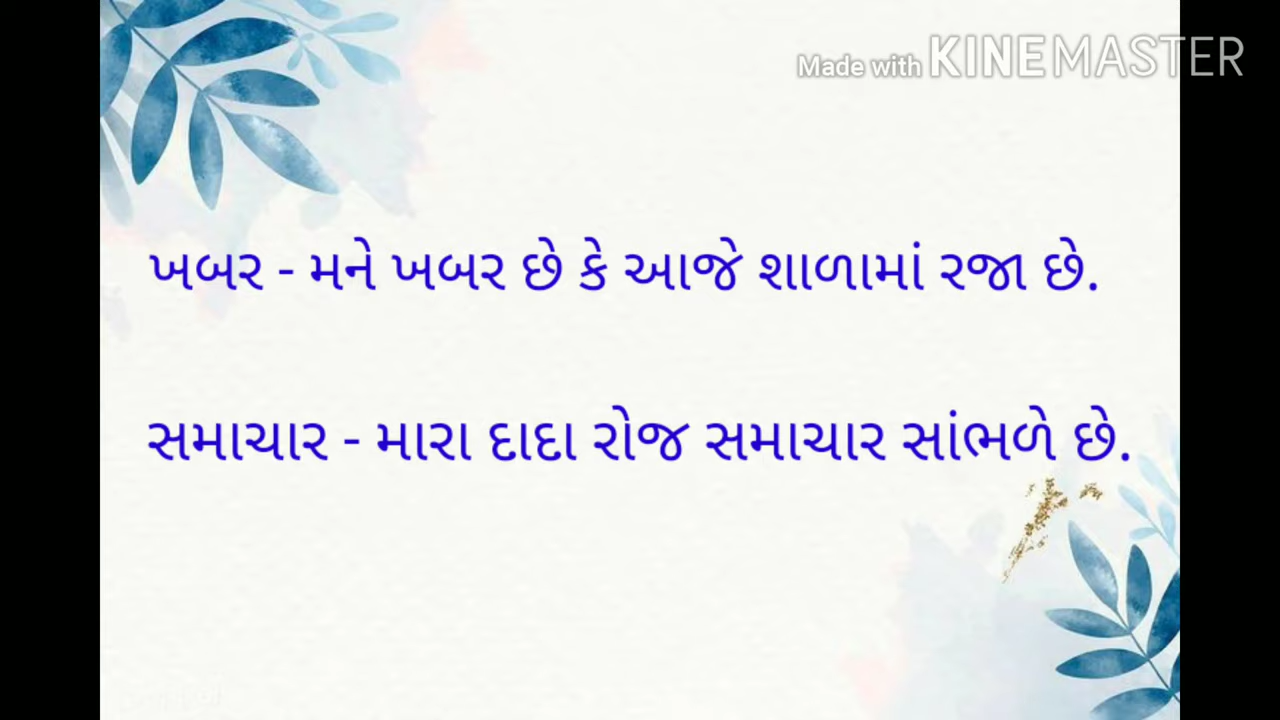 Made with KINEMASTER
ખબર - મને ખબર છે કે આજે શાળામાં રજા છે.
સમાચાર - મારા દાદા રોજ સમાચાર સાંભળે છે.